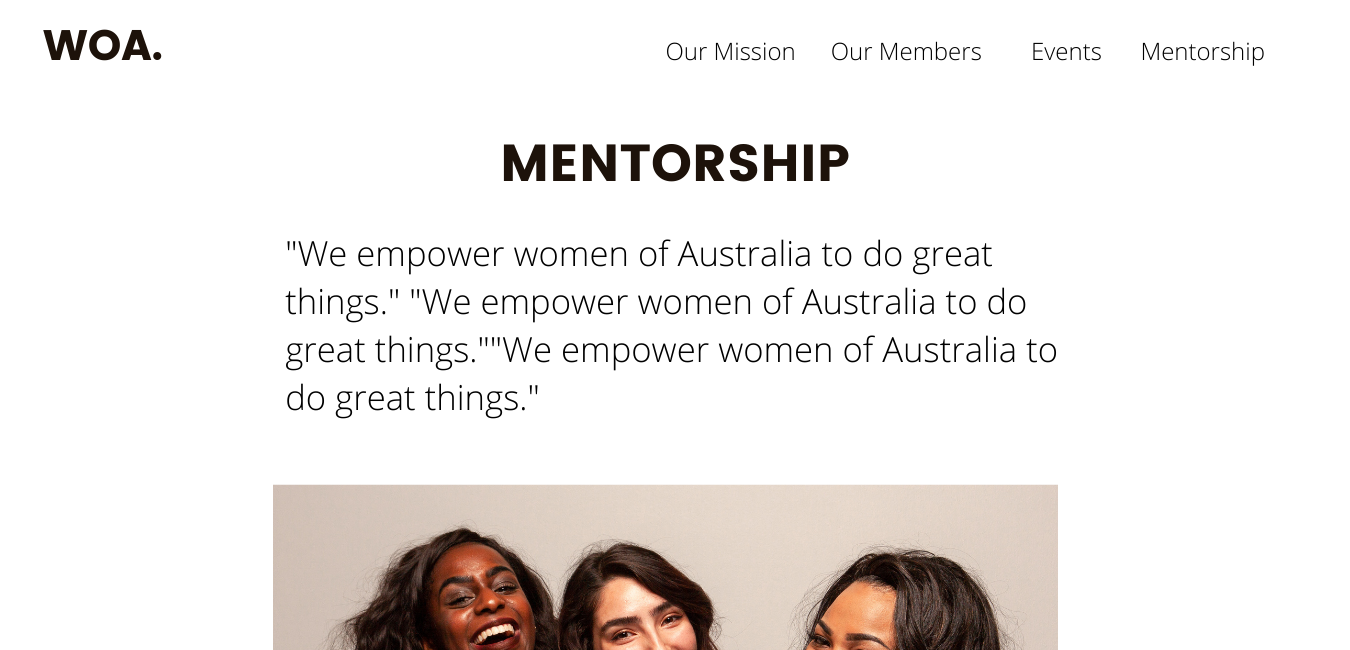 WOA.
Our Mission Our Members Events Mentorship
MENTORSHIP
"We empower women of Australia to do great
things." "We empower women of Australia to do
great things.""We empower women of Australia to
do great things."